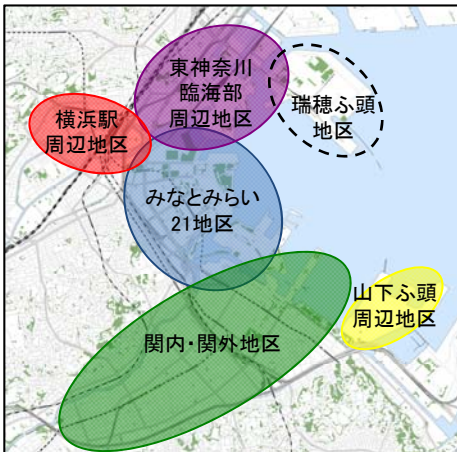 東神奈川
臨海部
周辺地区
瑞穂ふ頭
地区
横浜駅
周辺地区
みなとみらい
21地区
山下ふ頭
周辺地区
関内・関外地区